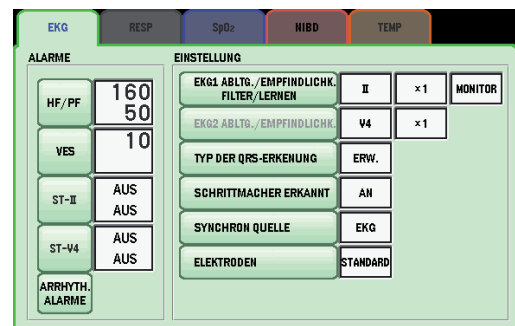 EKG RESP SpO2 NIBD TEMP
ALARME
HF/PF 160
50
VES 10
ST-II AUS
AUS
ST-V4 AUS
AUS
ARRHYTH.
ALARME
EINSTELLUNG
EKG1 ABLTG./EMPFINDLICHK.
FILTER/LERNEN II ×1 MONITOR
EKG2 ABLTG./EMPFINDLICHK. V4 ×1
TYP DER QRS-ERKENUNG ERW.
SCHRITTMACHER ERKANNT AN
SYNCHRON QUELLE EKG
ELEKTRODEN STANDARD